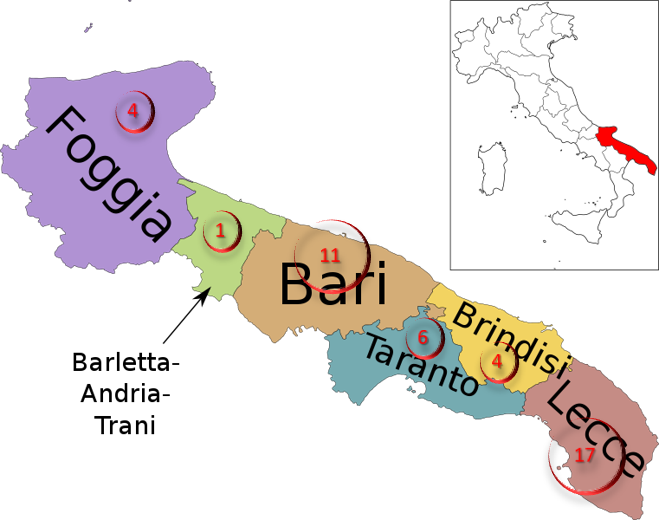 4
Foggia
1
11
Bari
Brindisi
6
Taranto
4
Lecce
17
Barletta-
Andria-
Trani